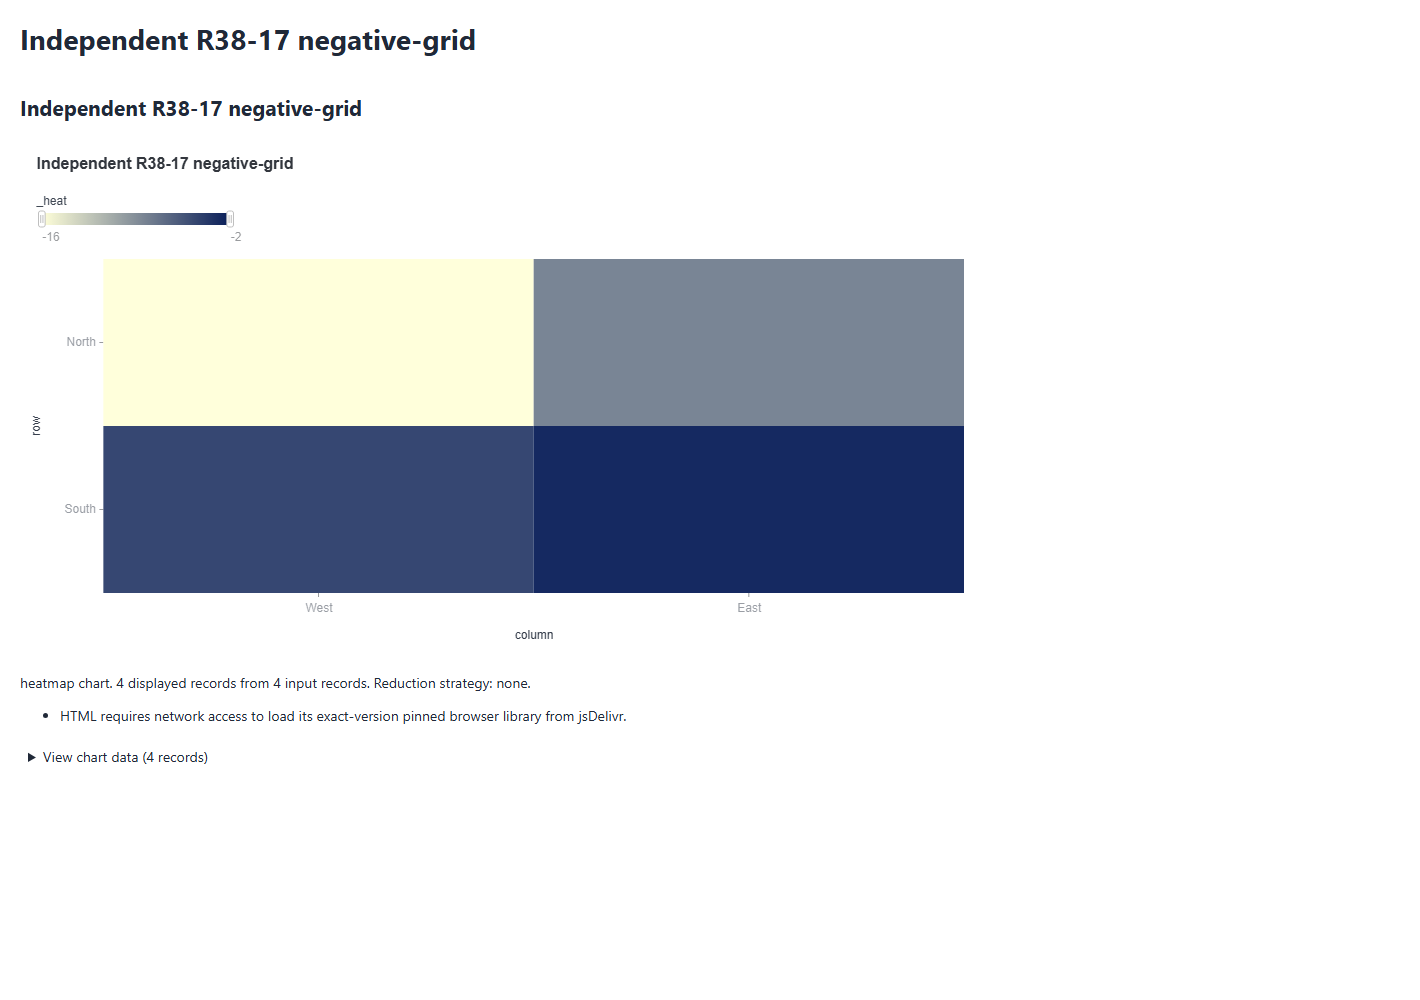 Independent R38-17 negative-grid
Independent R38-17 negative-grid
Independent R38-17 negative-grid
_heat
-16 -2
North
South
row
West East
column
heatmap chart. 4 displayed records from 4 input records. Reduction strategy: none.
HTML requires network access to load its exact-version pinned browser library from jsDelivr.
View chart data (4 records)